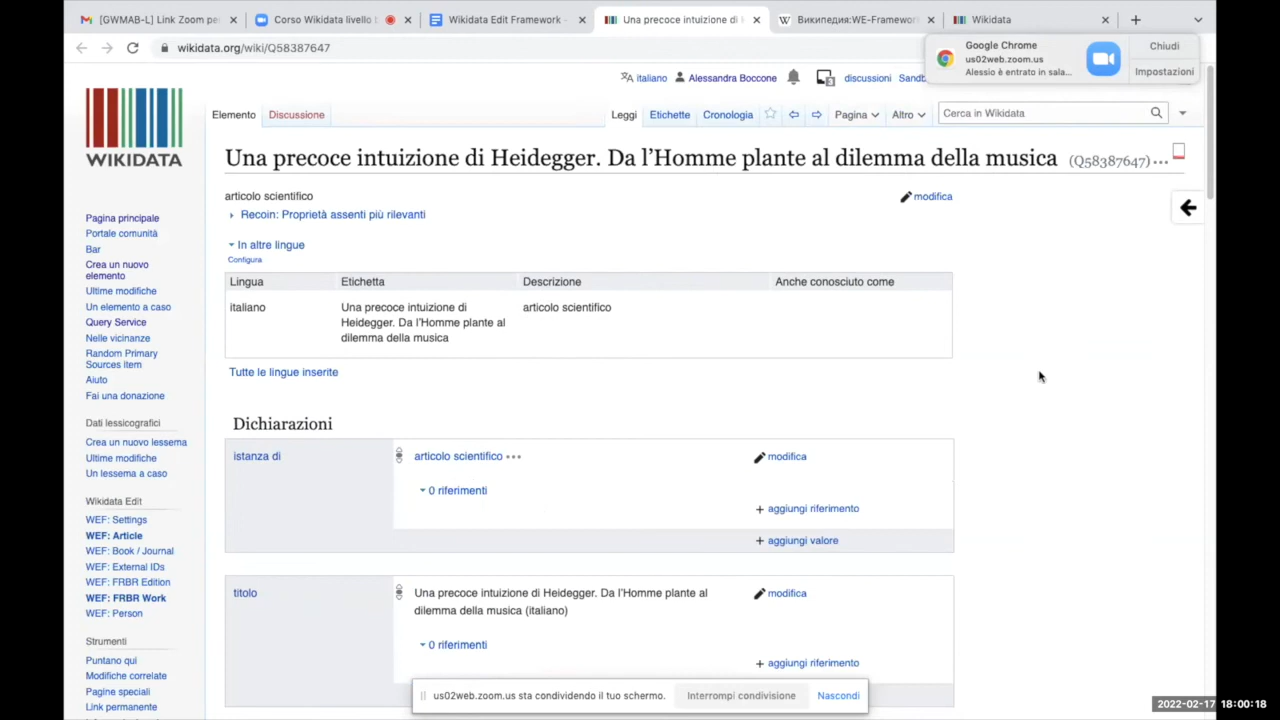 [GWMAB-L] Link Zoom pe
Corso Wikidata livello
Wikidata Edit Framework -
Una precoce intuizione di
Википедия:WE-Framewor
Wikidata
wikidata.org/wiki/Q58387647
Google Chrome
us02web.zoom.us
Alessio è entrato in sala...
Chiudi
Impostazioni
italiano
Alessandra Boccone
3
discussioni
Sandb
WIKIDATA
Elemento
Discussione
Leggi
Etichette
Cronologia
Pagina
Altro
Cerca in Wikidata
Una precoce intuizione di Heidegger. Da l'Homme plante al dilemma della musica (Q58387647)
articolo scientifico
modifica
Recoin: Proprietà assenti più rilevanti
In altre lingue
Configura
Lingua Etichetta Descrizione Anche conosciuto come
italiano
Una precoce intuizione di
Heidegger. Da l'Homme plante al
dilemma della musica
articolo scientifico
Tutte le lingue inserite
Dichiarazioni
istanza di
articolo scientifico
modifica
0 riferimenti
+ aggiungi riferimento
+ aggiungi valore
titolo
Una precoce intuizione di Heidegger. Da l'Homme plante al
dilemma della musica (italiano)
modifica
0 riferimenti
+ aggiungi riferimento
Pagina principale
Portale comunità
Bar
Crea un nuovo
elemento
Ultime modifiche
Un elemento a caso
Query Service
Nelle vicinanze
Random Primary
Sources item
Aiuto
Fai una donazione
Dati lessicografici
Crea un nuovo lessema
Ultime modifiche
Un lessema a caso
Wikidata Edit
WEF: Settings
WEF: Article
WEF: Book / Journal
WEF: External IDs
WEF: FRBR Edition
WEF: FRBR Work
WEF: Person
Strumenti
Puntano qui
Modifiche correlate
Pagine speciali
Link permanente
us02web.zoom.us sta condividendo il tuo schermo.
Interrompi condivisione
Nascondi
2022-02-17 18:00:18